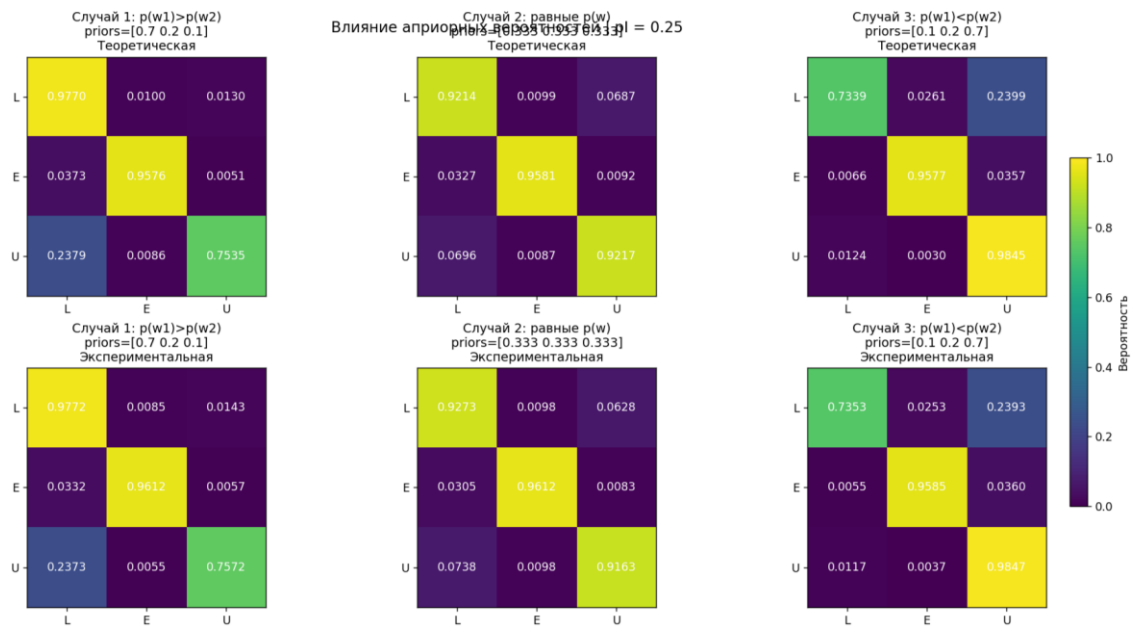 Влияние априорных вероятностей | pI = 0.25
Случай 1: p(w1)>p(w2)
priors=[0.7 0.2 0.1]
Теоретическая
L 0.9770 0.0100 0.0130
E 0.0373 0.9576 0.0051
U 0.2379 0.0086 0.7535
L E U
Случай 2: равные p(w)
priors=[0.333 0.333 0.333]
Теоретическая
L 0.9214 0.0099 0.0687
E 0.0327 0.9581 0.0092
U 0.0696 0.0087 0.9217
L E U
Случай 3: p(w1)<p(w2)
priors=[0.1 0.2 0.7]
Теоретическая
L 0.7339 0.0261 0.2399
E 0.0066 0.9577 0.0357
U 0.0124 0.0030 0.9845
L E U
Случай 1: p(w1)>p(w2)
priors=[0.7 0.2 0.1]
Экспериментальная
L 0.9772 0.0085 0.0143
E 0.0332 0.9612 0.0057
U 0.2373 0.0055 0.7572
L E U
Случай 2: равные p(w)
priors=[0.333 0.333 0.333]
Экспериментальная
L 0.9273 0.0098 0.0628
E 0.0305 0.9612 0.0083
U 0.0738 0.0098 0.9163
L E U
Случай 3: p(w1)<p(w2)
priors=[0.1 0.2 0.7]
Экспериментальная
L 0.7353 0.0253 0.2393
E 0.0055 0.9585 0.0360
U 0.0117 0.0037 0.9847
L E U
1.0
0.8
0.6
0.4
0.2
0.0
Вероятность